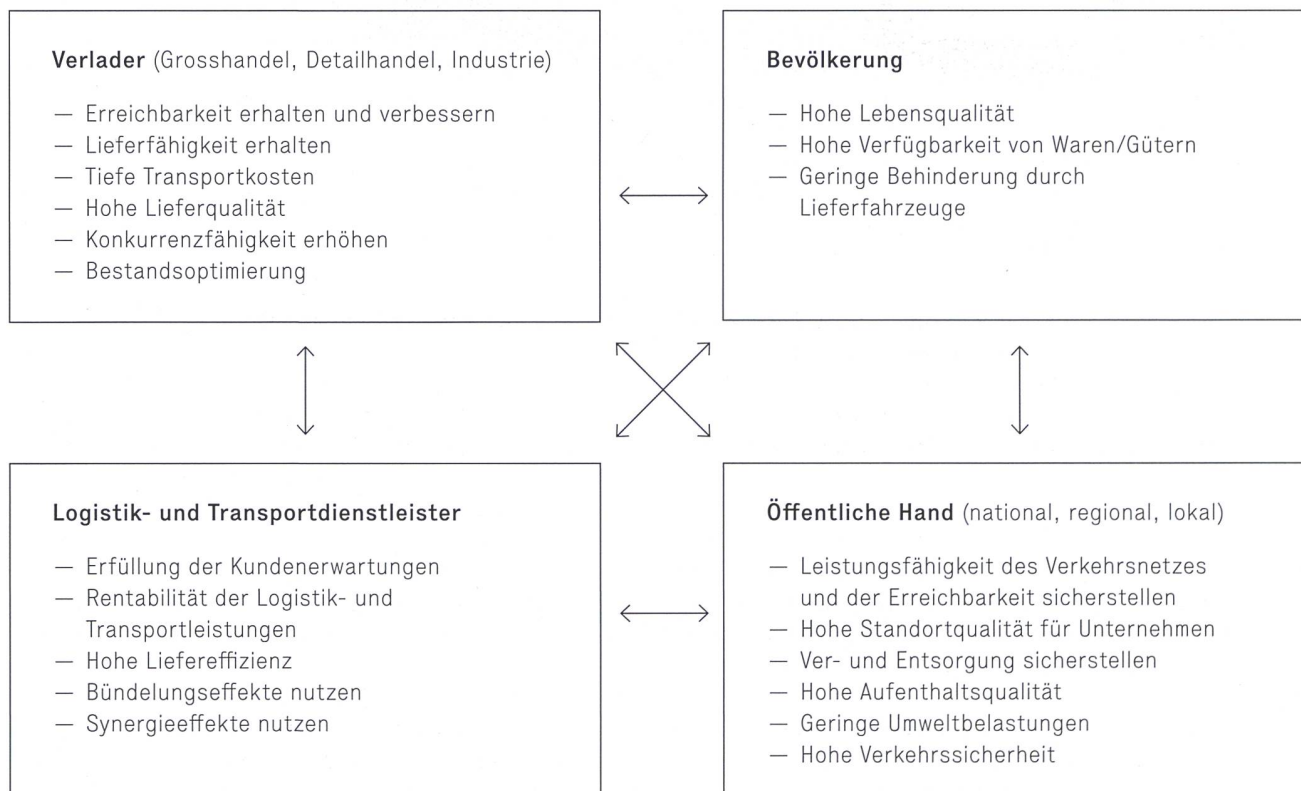 Verlader (Grosshandel, Detailhandel, Industrie)
— Erreichbarkeit erhalten und verbessern
— Lieferfähigkeit erhalten
— Tiefe Transportkosten
— Hohe Lieferqualität
— Konkurrenzfähigkeit erhöhen
— Bestandsoptimierung
Bevölkerung
— Hohe Lebensqualität
— Hohe Verfügbarkeit von Waren/Gütern
— Geringe Behinderung durch
Lieferfahrzeuge
Logistik- und Transportdienstleister
— Erfüllung der Kundenerwartungen
— Rentabilität der Logistik- und
Transportleistungen
— Hohe Liefereffizienz
— Bündelungseffekte nutzen
— Synergieeffekte nutzen
Öffentliche Hand (national, regional, lokal)
— Leistungsfähigkeit des Verkehrsnetzes
und der Erreichbarkeit sicherstellen
— Hohe Standortqualität für Unternehmen
— Ver- und Entsorgung sicherstellen
— Hohe Aufenthaltsqualität
— Geringe Umweltbelastungen
— Hohe Verkehrssicherheit